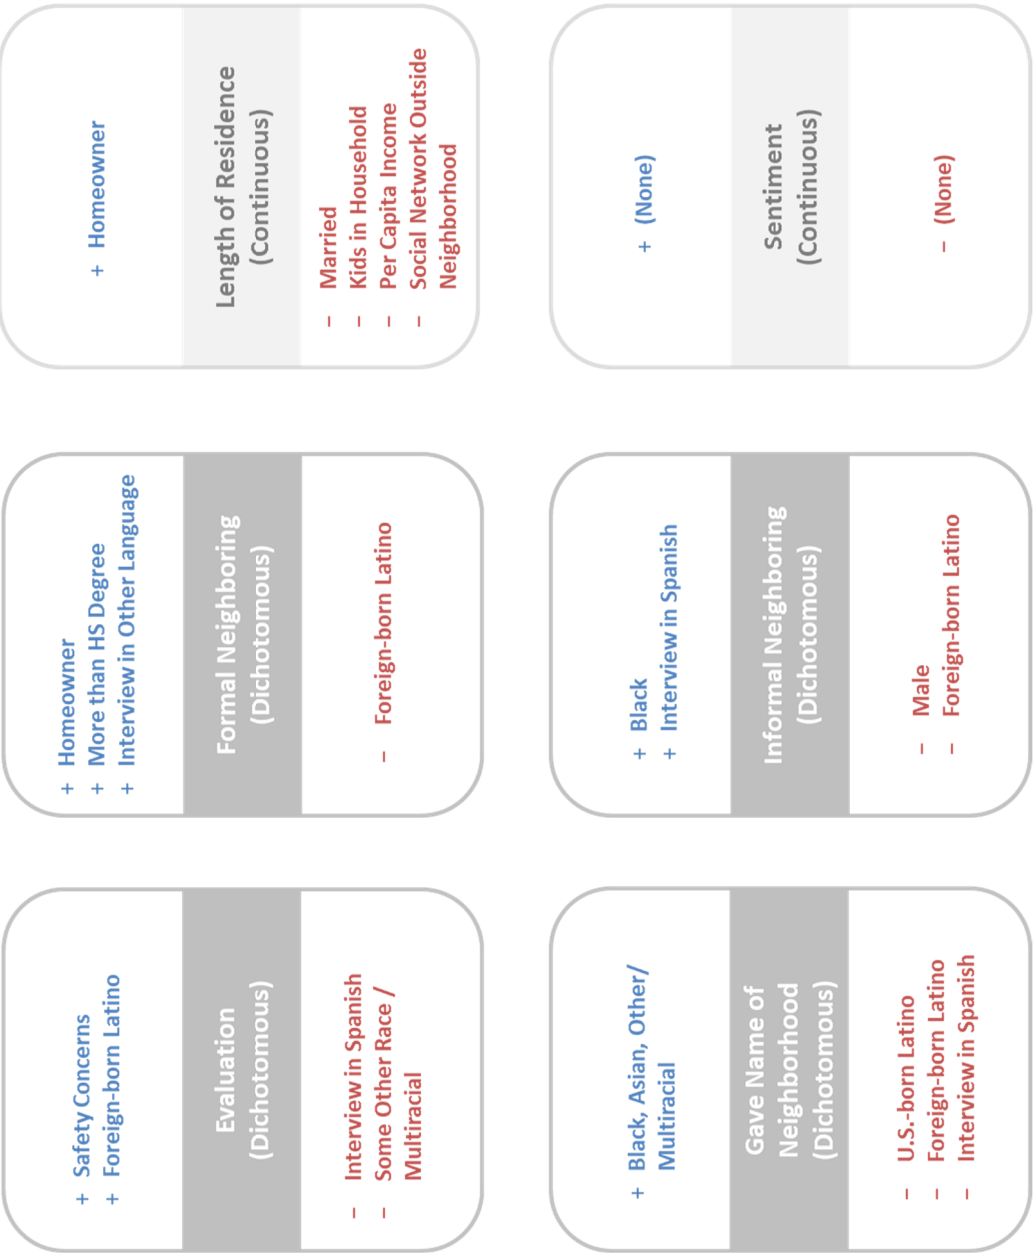 + Safety Concerns
+ Foreign-born Latino
Evaluation
(Dichotomous)
– Interview in Spanish
– Some Other Race /
Multiracial
+ Homeowner
+ More than HS Degree
+ Interview in Other Language
Formal Neighboring
(Dichotomous)
– Foreign-born Latino
+ Homeowner
Length of Residence
(Continuous)
– Married
– Kids in Household
– Per Capita Income
– Social Network Outside
Neighborhood
+ Black, Asian, Other/
Multiracial
Gave Name of
Neighborhood
(Dichotomous)
– U.S.-born Latino
– Foreign-born Latino
– Interview in Spanish
+ Black
+ Interview in Spanish
Informal Neighboring
(Dichotomous)
– Male
– Foreign-born Latino
+ (None)
Sentiment
(Continuous)
– (None)